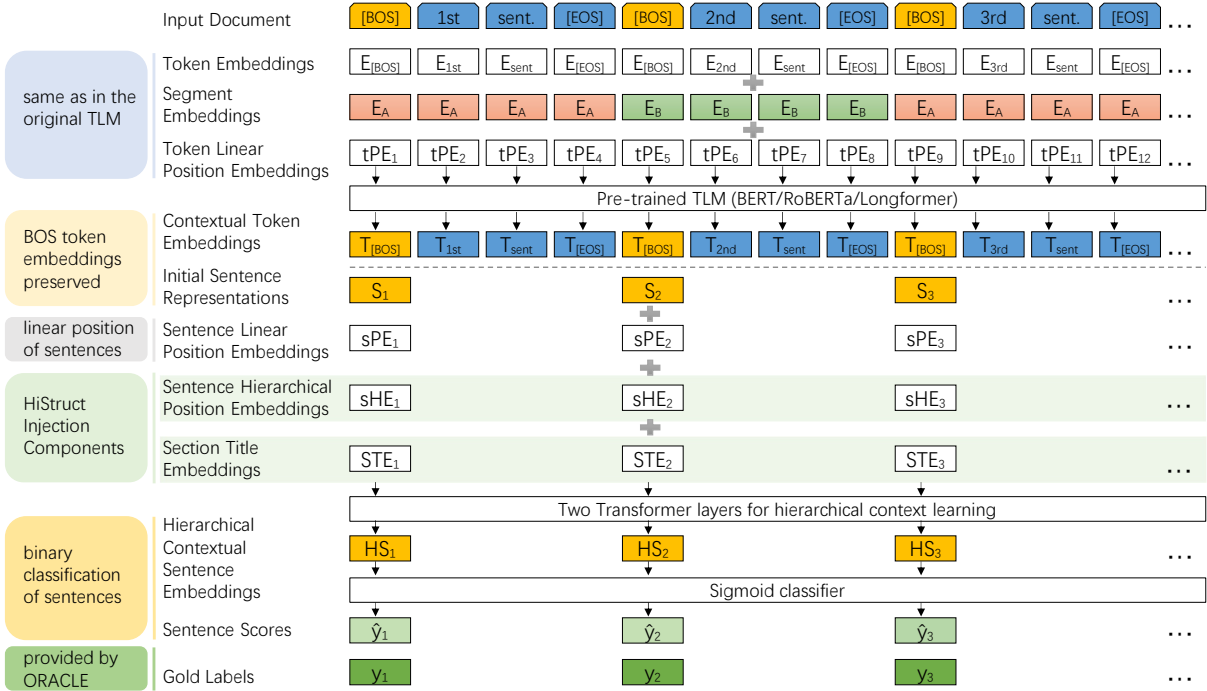 Input Document [BOS] 1st sent. [EOS] [BOS] 2nd sent. [EOS] [BOS] 3rd sent. [EOS] ...
same as in the
original TLM
Token Embeddings E[BOS] E1st Esent E[EOS] E[BOS] E2nd Esent E[EOS] E[BOS] E3rd Esent E[EOS] ...
+
Segment
Embeddings
EA EA EA EA EB EB EB EB EA EA EA EA ...
+
Token Linear
Position Embeddings
tPE1 tPE2 tPE3 tPE4 tPE5 tPE6 tPE7 tPE8 tPE9 tPE10 tPE11 tPE12 ...
Pre-trained TLM (BERT/RoBERTa/Longformer)
BOS token
embeddings
preserved
Contextual Token
Embeddings
T[BOS] T1st Tsent T[EOS] T[BOS] T2nd Tsent T[EOS] T[BOS] T3rd Tsent T[EOS] ...
Initial Sentence
Representations
S1 S2 S3 ...
+
linear position
of sentences
Sentence Linear
Position Embeddings
sPE1 sPE2 sPE3 ...
+
HiStruct
Injection
Components
Sentence Hierarchical
Position Embeddings
sHE1 sHE2 sHE3 ...
+
Section Title
Embeddings
STE1 STE2 STE3 ...
Two Transformer layers for hierarchical context learning
binary
classification
of sentences
Hierarchical
Contextual
Sentence
Embeddings
HS1 HS2 HS3 ...
Sigmoid classifier
Sentence Scores ŷ1 ŷ2 ŷ3 ...
provided by
ORACLE
Gold Labels y1 y2 y3 ...